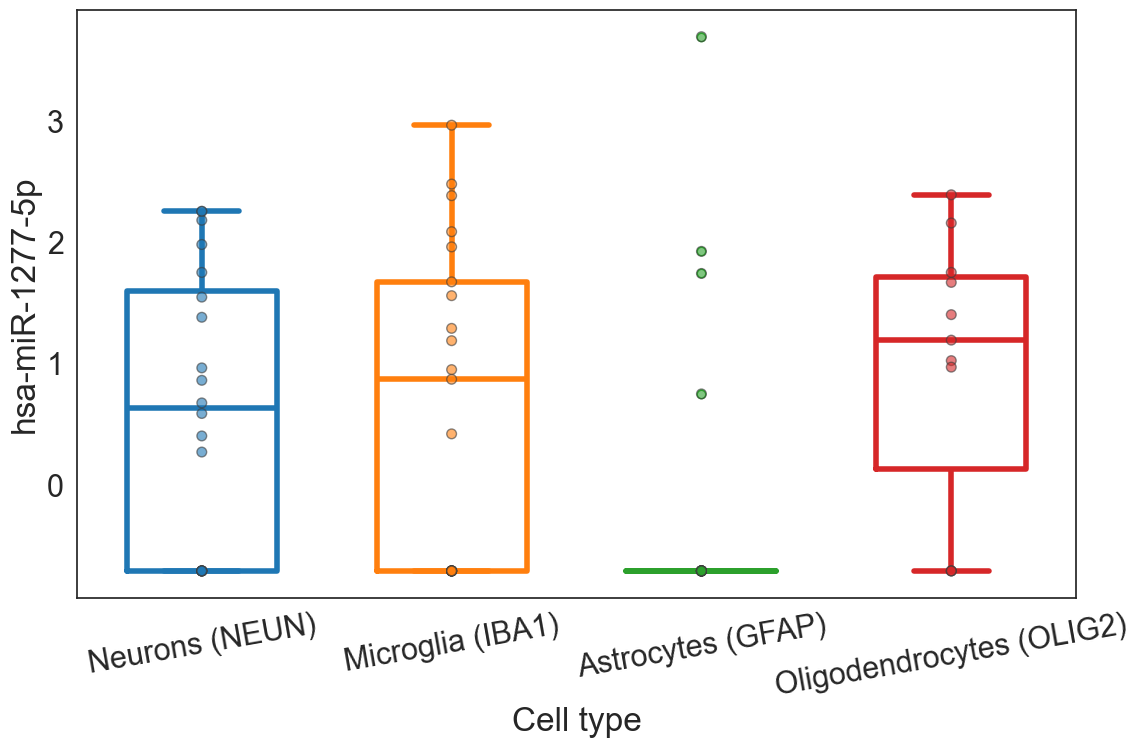 hsa-miR-1277-5p
3
2
1
0
Neurons (NEUN)
Microglia (IBA1)
Astrocytes (GFAP)
Oligodendrocytes (OLIG2)
Cell type